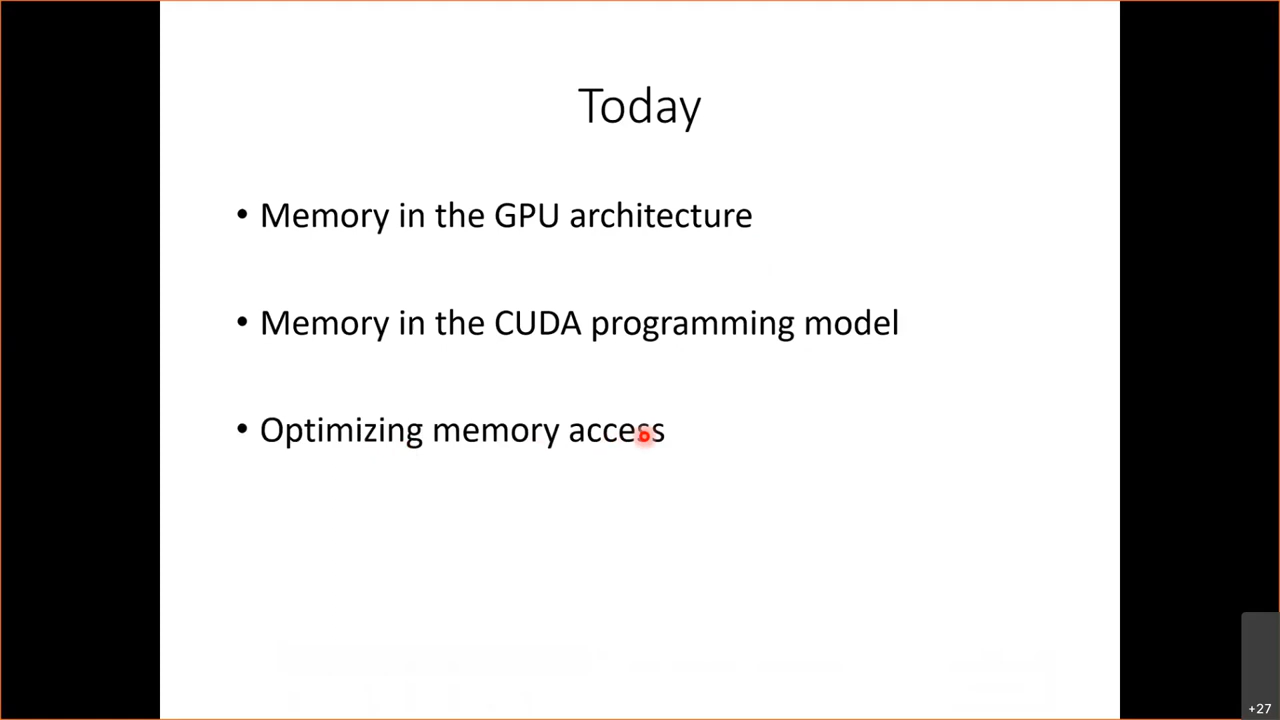 Today
• Memory in the GPU architecture
• Memory in the CUDA programming model
• Optimizing memory access
+27